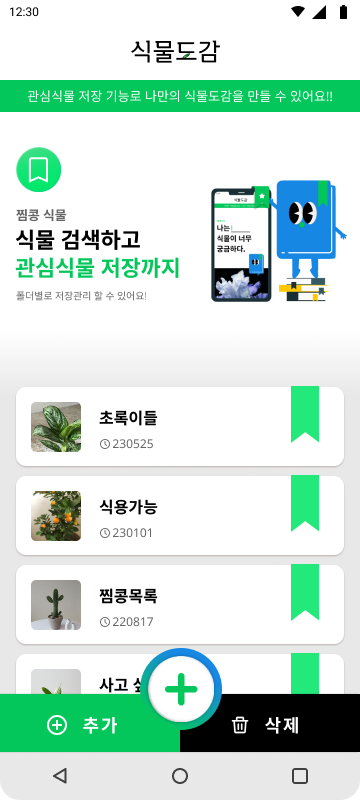 12:30
식물도감
관심식물 저장 기능로 나만의 식물도감을 만들 수 있어요!!
찜콩 식물
식물 검색하고
관심식물 저장까지
폴더별로 저장관리 할 수 있어요!
식물도감
나는
식물이 너무
궁금하다.
초록이들
230525
식용가능
230101
찜콩목록
220817
사고
추가
삭제